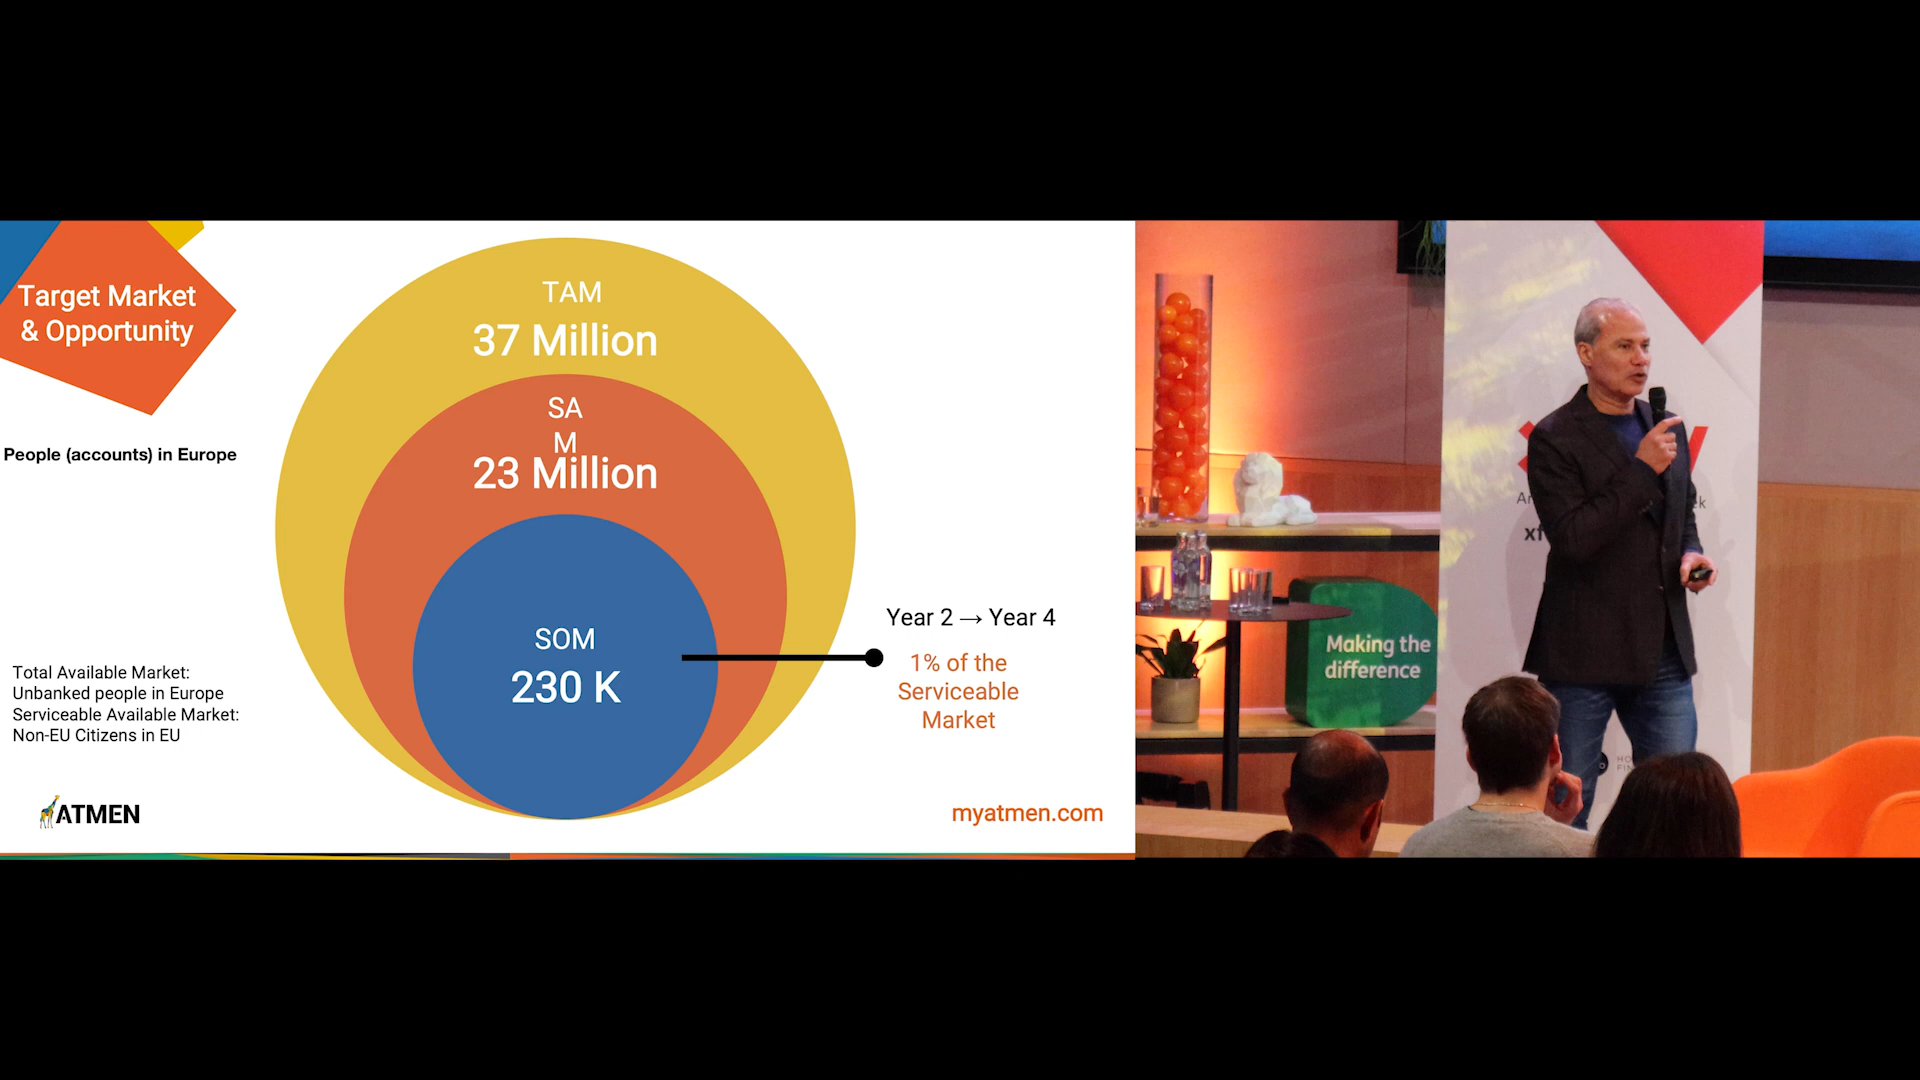 Target Market
& Opportunity
People (accounts) in Europe
TAM
37 Million
SA
M
23 Million
SOM
230 K
Year 2 → Year 4
1% of the
Serviceable
Market
Total Available Market:
Unbanked people in Europe
Serviceable Available Market:
Non-EU Citizens in EU
ATMEN
myatmen.com
Making the
difference